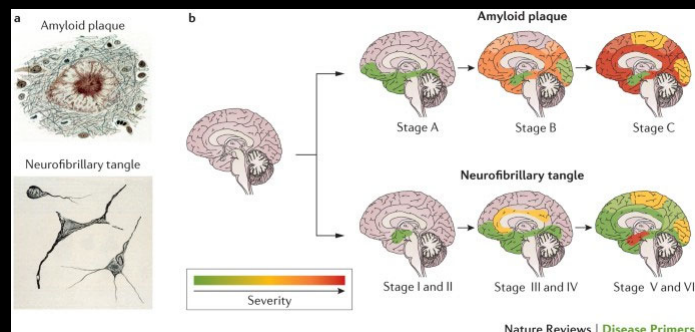 a
Amyloid plaque
Neurofibrillary tangle
b
Amyloid plaque
Stage A
Stage B
Stage C
Neurofibrillary tangle
Stage I and II
Stage III and IV
Stage V and VI
Severity
Nature Reviews | Disease Primers